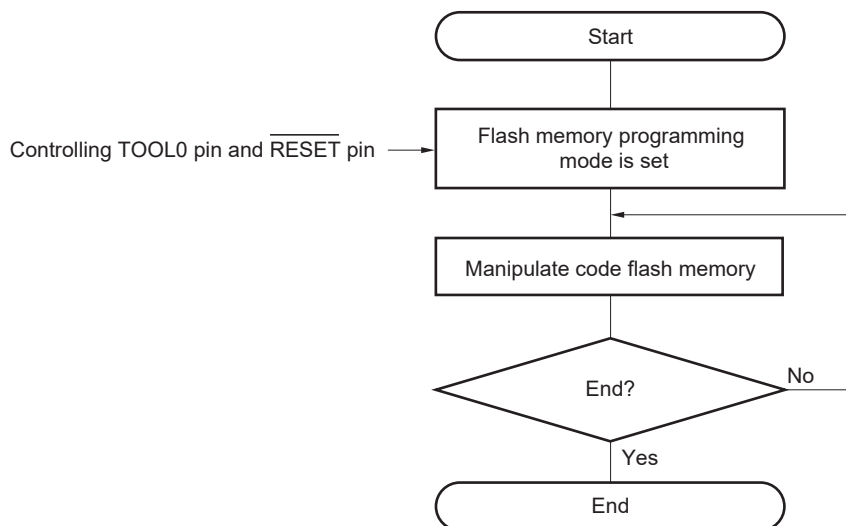 Start
Controlling TOOL0 pin and RESET pin
Flash memory programming
mode is set
Manipulate code flash memory
End?
No
Yes
End